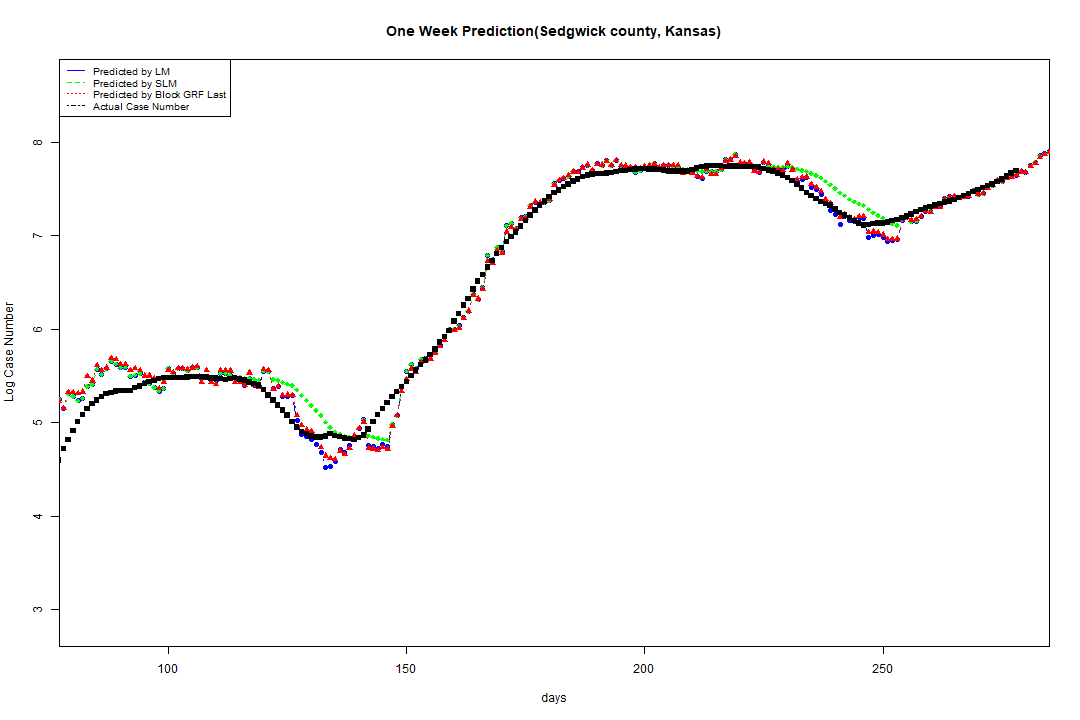 One Week Prediction(Sedgwick county, Kansas)
Predicted by LM
Predicted by SLM
Predicted by Block GRF Last
Actual Case Number
Log Case Number
8
7
6
5
4
3
100 150 200 250
days